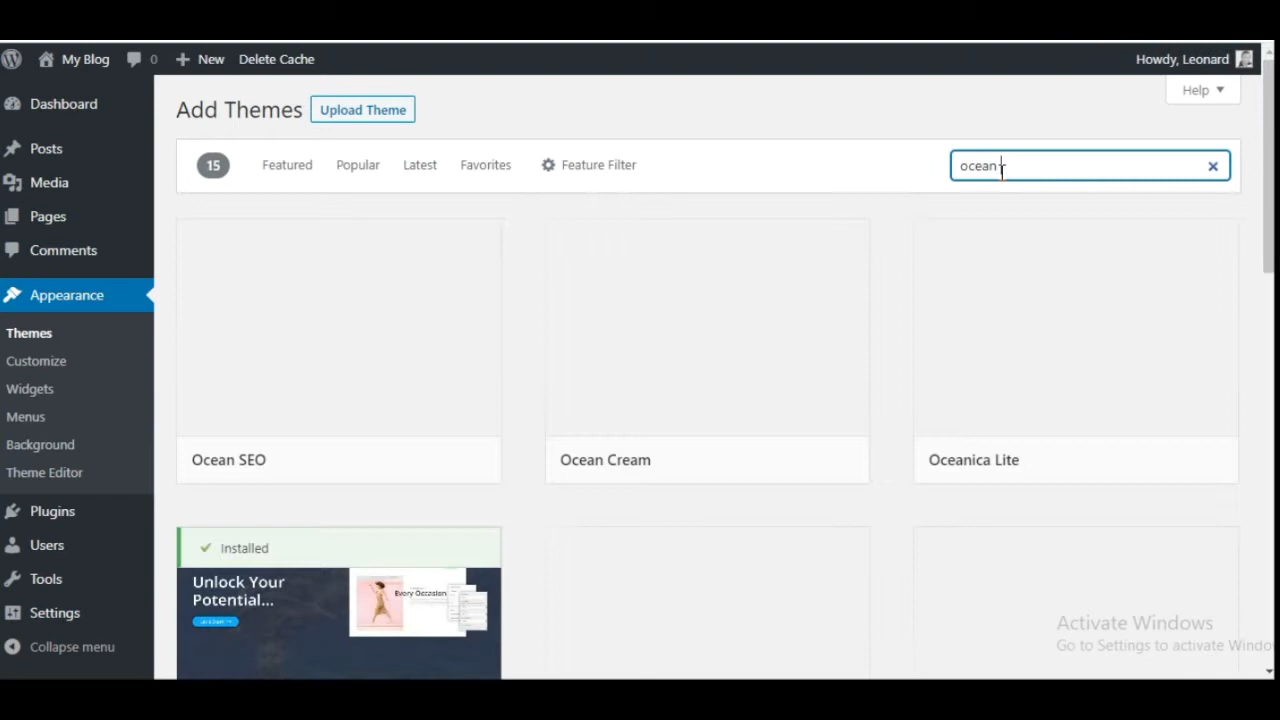 My Blog 0 New Delete Cache Howdy, Leonard
Dashboard
Posts
Media
Pages
Comments
Appearance
Themes
Customize
Widgets
Menus
Background
Theme Editor
Plugins
Users
Tools
Settings
Collapse menu
Help
Add Themes Upload Theme
15 Featured Popular Latest Favorites Feature Filter ocean
Ocean SEO Ocean Cream Oceanica Lite
Installed
Unlock Your
Potential...
Every Occasion
Activate Windows
Go to Settings to activate Windo